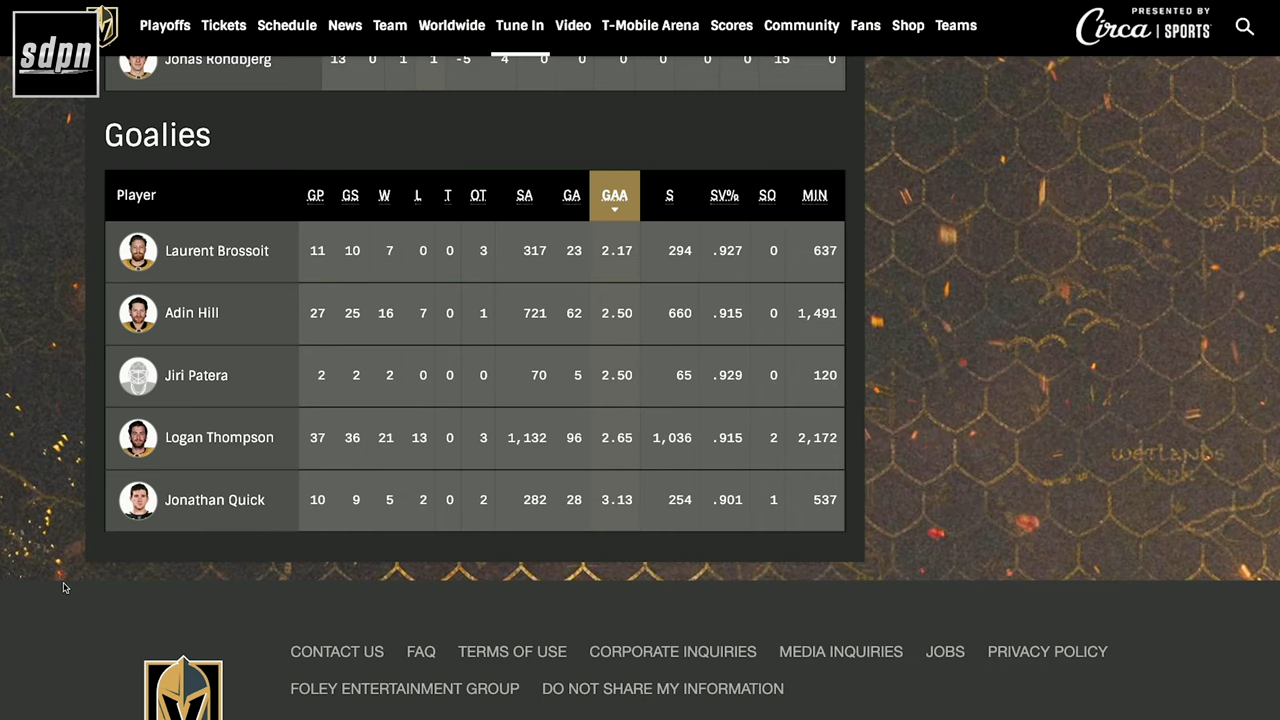 sdpn
Playoffs Tickets Schedule News Team Worldwide Tune In Video T-Mobile Arena Scores Community Fans Shop Teams
PRESENTED BY
Circa | SPORTS
Jonas Rondbjerg 13 0 1 1 -5 4 0 0 0 0 0 15 0
Goalies
Player GP GS W L T OT SA GA GAA S SV% SO MIN
Laurent Brossoit 11 10 7 0 0 3 317 23 2.17 294 .927 0 637
Adin Hill 27 25 16 7 0 1 721 62 2.50 660 .915 0 1,491
Jiri Patera 2 2 2 0 0 0 70 5 2.50 65 .929 0 120
Logan Thompson 37 36 21 13 0 3 1,132 96 2.65 1,036 .915 2 2,172
Jonathan Quick 10 9 5 2 0 2 282 28 3.13 254 .901 1 537
VALLEY
OF FIRE
WETLANDS
PARK
CONTACT US FAQ TERMS OF USE CORPORATE INQUIRIES MEDIA INQUIRIES JOBS PRIVACY POLICY
FOLEY ENTERTAINMENT GROUP DO NOT SHARE MY INFORMATION